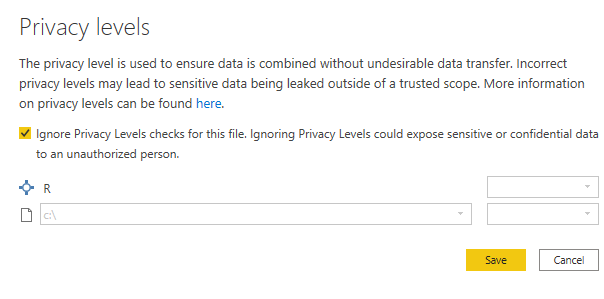 Privacy levels
The privacy level is used to ensure data is combined without undesirable data transfer. Incorrect
privacy levels may lead to sensitive data being leaked outside of a trusted scope. More information
on privacy levels can be found here.
Ignore Privacy Levels checks for this file. Ignoring Privacy Levels could expose sensitive or confidential data
to an unauthorized person.
R
c:\
Save Cancel